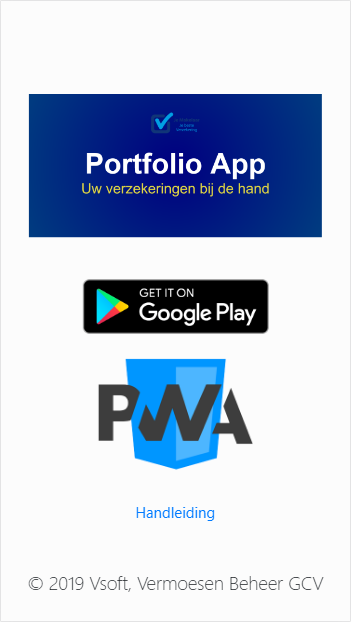 Portfolio App
Uw verzekeringen bij de hand
GET IT ON
Google Play
PWA
Handleiding
© 2019 Vsoft, Vermoesen Beheer GCV